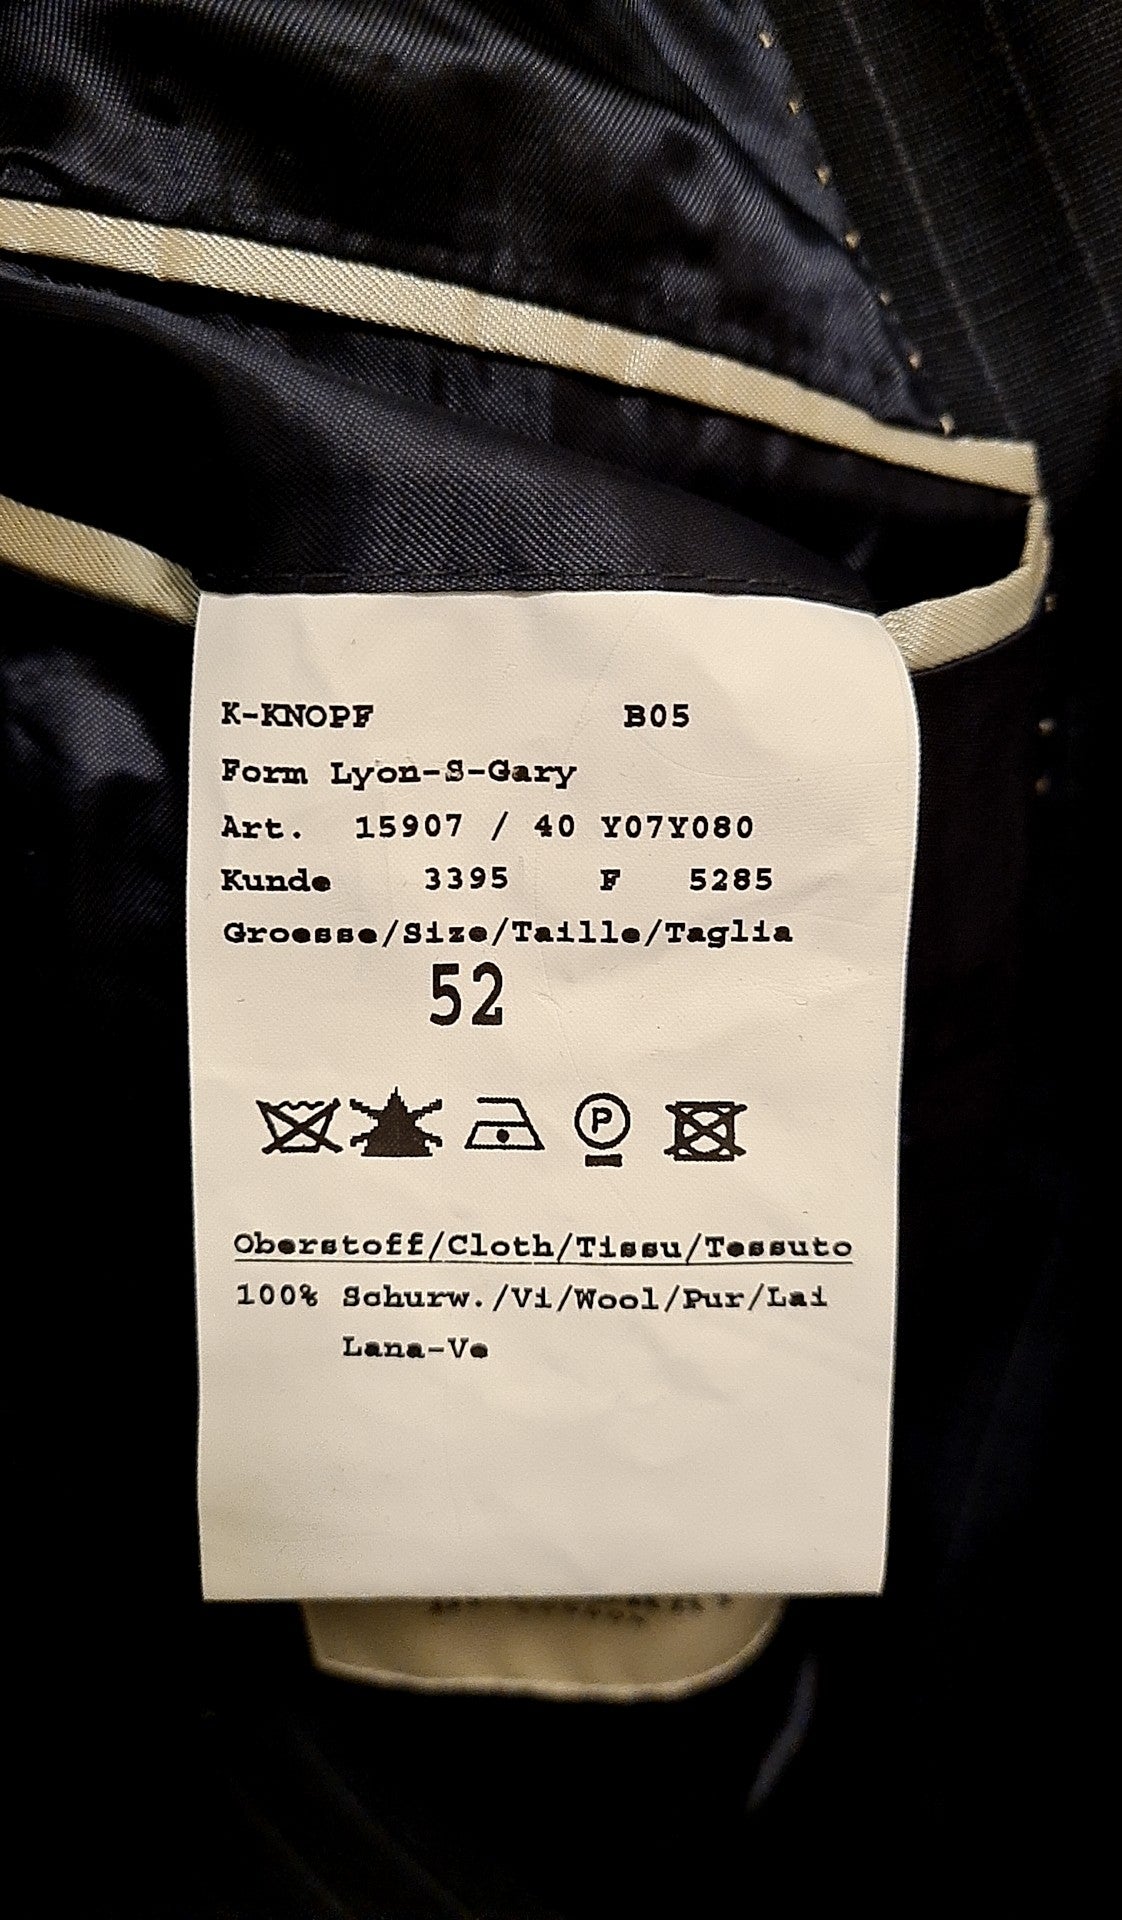 K-KNOPF B05
Form Lyon-S-Gary
Art. 15907 / 40 Y07Y080
Kunde 3395 F 5285
Groesse/Size/Taille/Taglia
52
P
Oberstoff/Cloth/Tissu/Tessuto
100% Schurw./Vi/Wool/Pur/Lai
Lana-Ve